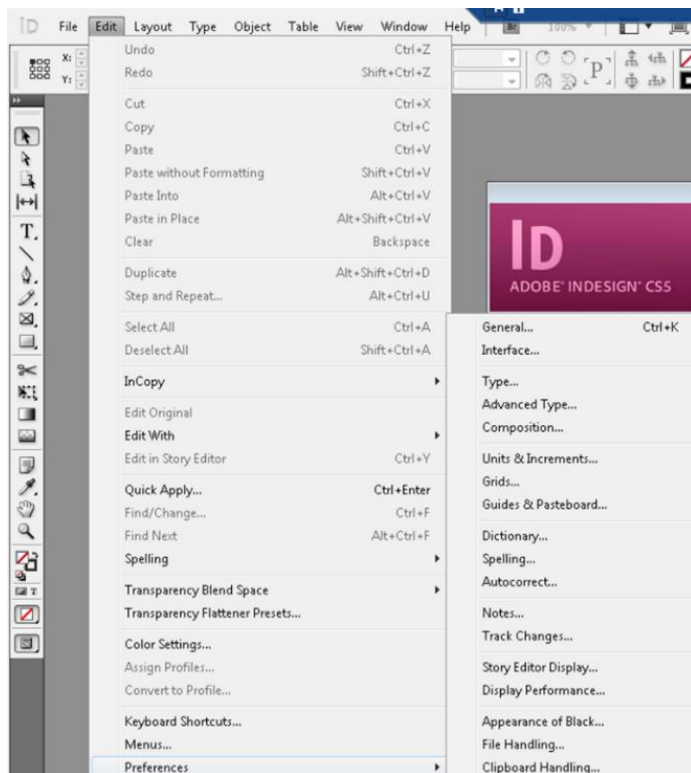 ID File Edit Layout Type Object Table View Window Help Br 100%
X:
Y:
P
T
T
Undo Ctrl+Z
Redo Shift+Ctrl+Z
Cut Ctrl+X
Copy Ctrl+C
Paste Ctrl+V
Paste without Formatting Shift+Ctrl+V
Paste Into Alt+Ctrl+V
Paste in Place Alt+Shift+Ctrl+V
Clear Backspace
Duplicate Alt+Shift+Ctrl+D
Step and Repeat... Alt+Ctrl+U
Select All Ctrl+A
Deselect All Shift+Ctrl+A
InCopy
Edit Original
Edit With
Edit in Story Editor Ctrl+Y
Quick Apply... Ctrl+Enter
Find/Change... Ctrl+F
Find Next Alt+Ctrl+F
Spelling
Transparency Blend Space
Transparency Flattener Presets...
Color Settings...
Assign Profiles...
Convert to Profile...
Keyboard Shortcuts...
Menus...
Preferences
ID
ADOBE® INDESIGN® CS5
General... Ctrl+K
Interface...
Type...
Advanced Type...
Composition...
Units & Increments...
Grids...
Guides & Pasteboard...
Dictionary...
Spelling...
Autocorrect...
Notes...
Track Changes...
Story Editor Display...
Display Performance...
Appearance of Black...
File Handling...
Clipboard Handling...